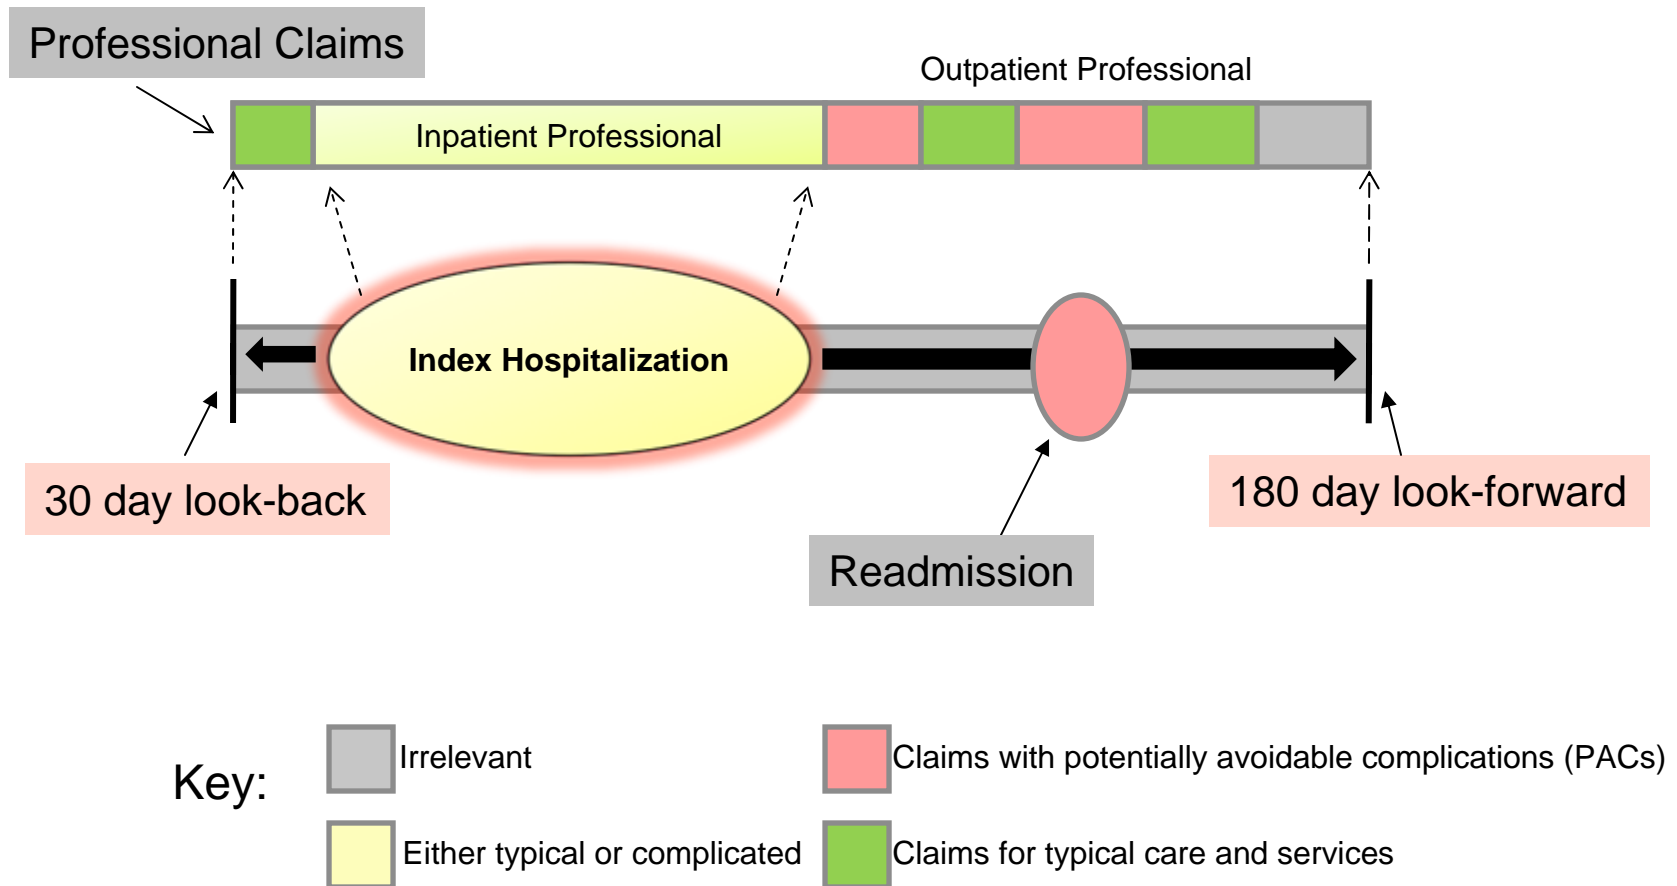 Professional Claims
Outpatient Professional
Inpatient Professional
Index Hospitalization
30 day look-back
180 day look-forward
Readmission
Key:
Irrelevant
Claims with potentially avoidable complications (PACs)
Either typical or complicated
Claims for typical care and services